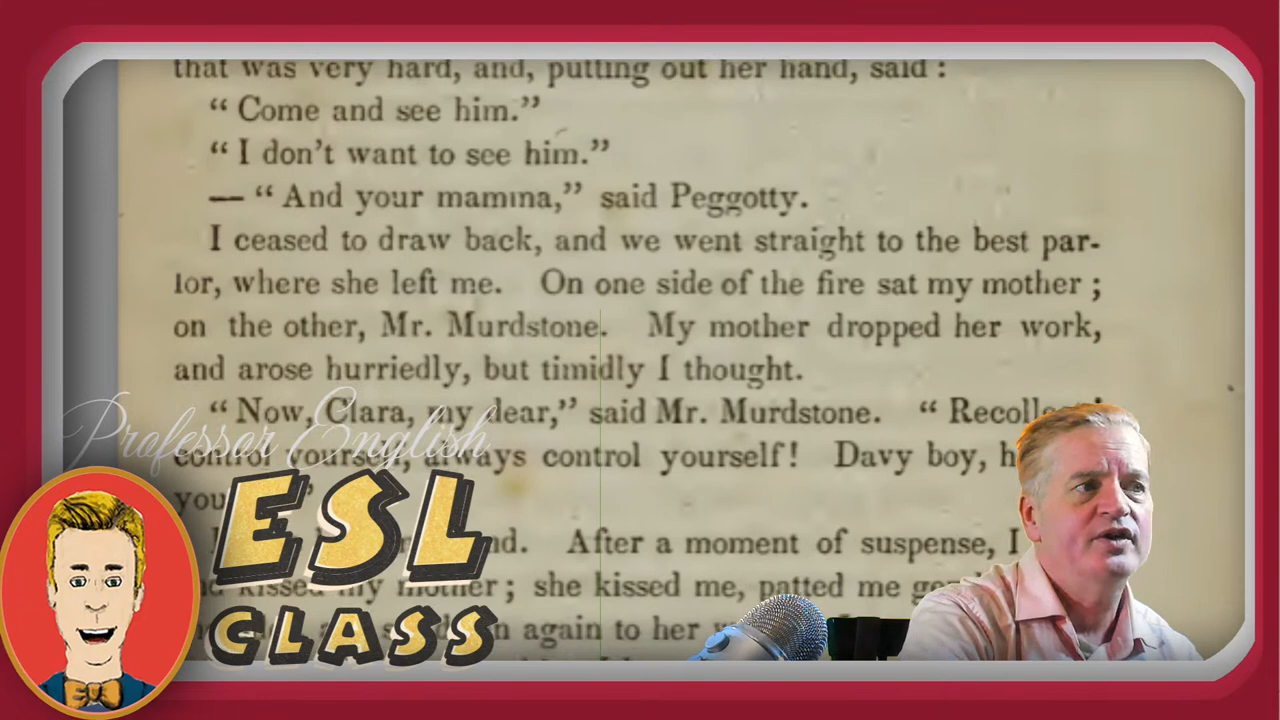 that was very hard, and, putting out her hand, said :
“ Come and see him.”
“ I don’t want to see him.”
— “ And your mamma,” said Peggotty.
I ceased to draw back, and we went straight to the best par-
lor, where she left me. On one side of the fire sat my mother ;
on the other, Mr. Murdstone. My mother dropped her work,
and arose hurriedly, but timidly I thought.
“ Now, Clara, my dear,” said Mr. Murdstone. “
control yourself, always control yourself! Davy boy,
After a moment of suspense, I
kissed my mother ; she kissed me, patted me
again to her
Professor English
ESL
CLASS